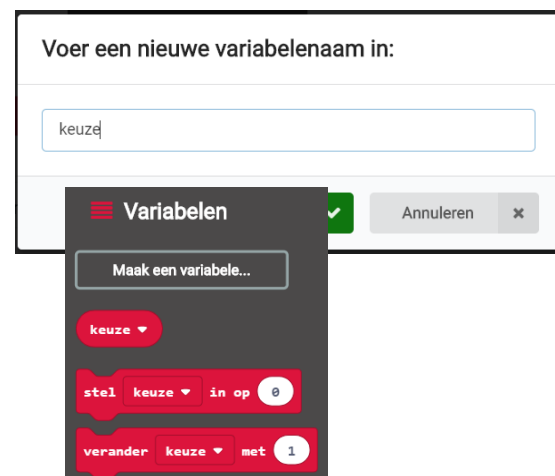 Voer een nieuwe variabelenaam in:
keuze
Annuleren
Variabelen
Maak een variabele...
keuze
stel keuze in op 0
verander keuze met 1